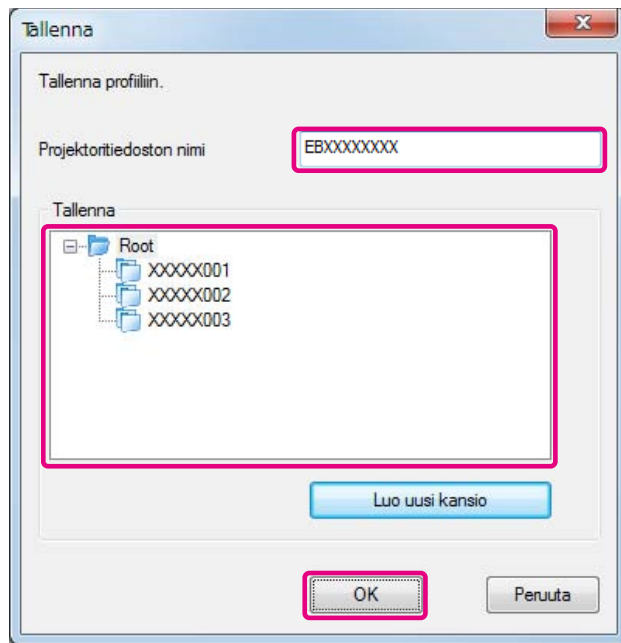 Tallenna
Tallenna profiiliin.
Projektoritiedoston nimi
EBXXXXXXXX
Tallenna
Root
XXXXX001
XXXXX002
XXXXX003
Luo uusi kansio
OK
Peruuta